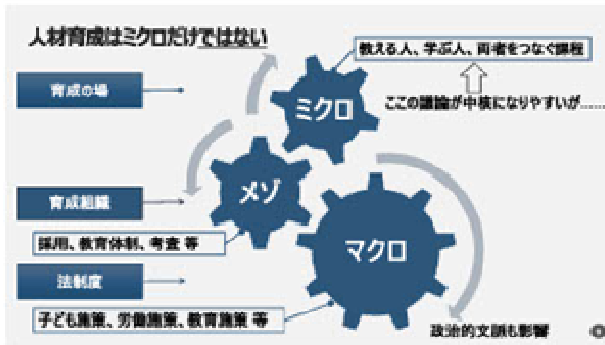 人材育成はミクロだけではない
教える人、学ぶ人、両者をつなぐ課程
育成の場
ミクロ
ここの議論が中核になりやすいが……
メゾ
育成組織
採用、教育体制、考査 等
マクロ
法制度
子ども施策、労働施策、教育施策 等
政治的文脈も影響